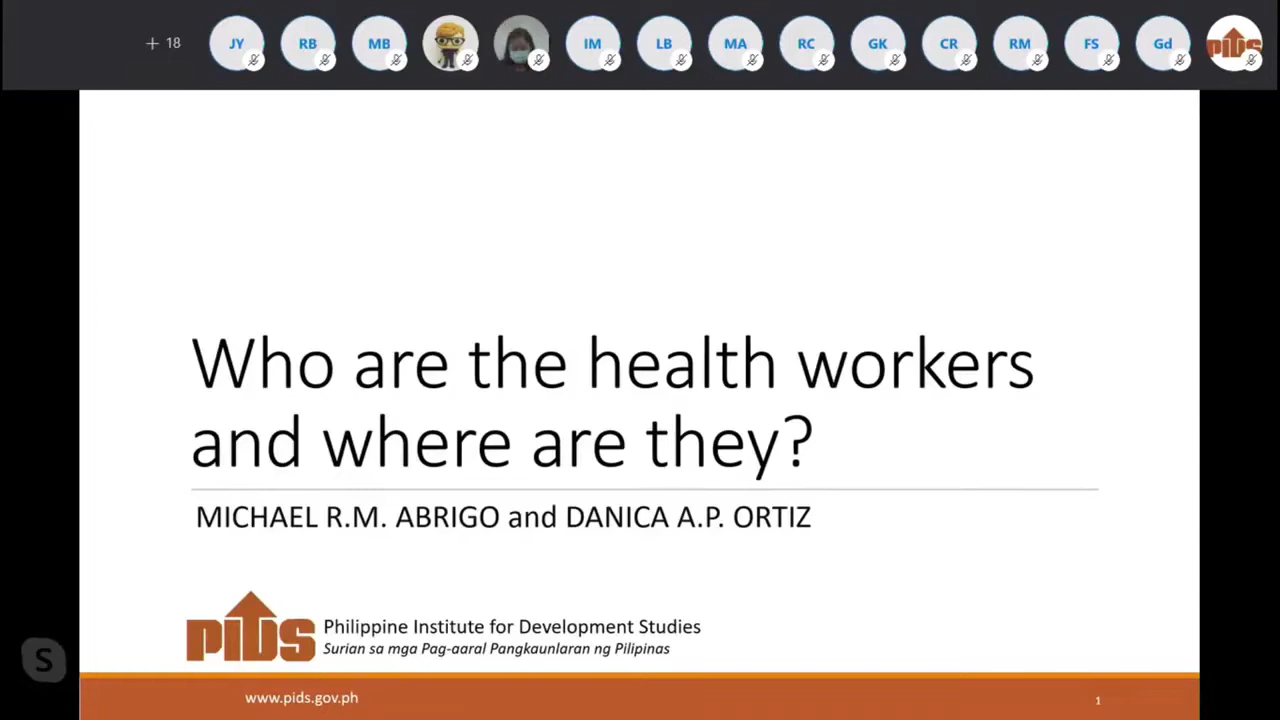 + 18
JY
RB
MB
IM
LB
MA
RC
GK
CR
RM
FS
Gd
PIDS
Who are the health workers
and where are they?
MICHAEL R.M. ABRIGO and DANICA A.P. ORTIZ
PIDS
Philippine Institute for Development Studies
Surian sa mga Pag-aaral Pangkaunlaran ng Pilipinas
S
www.pids.gov.ph
1